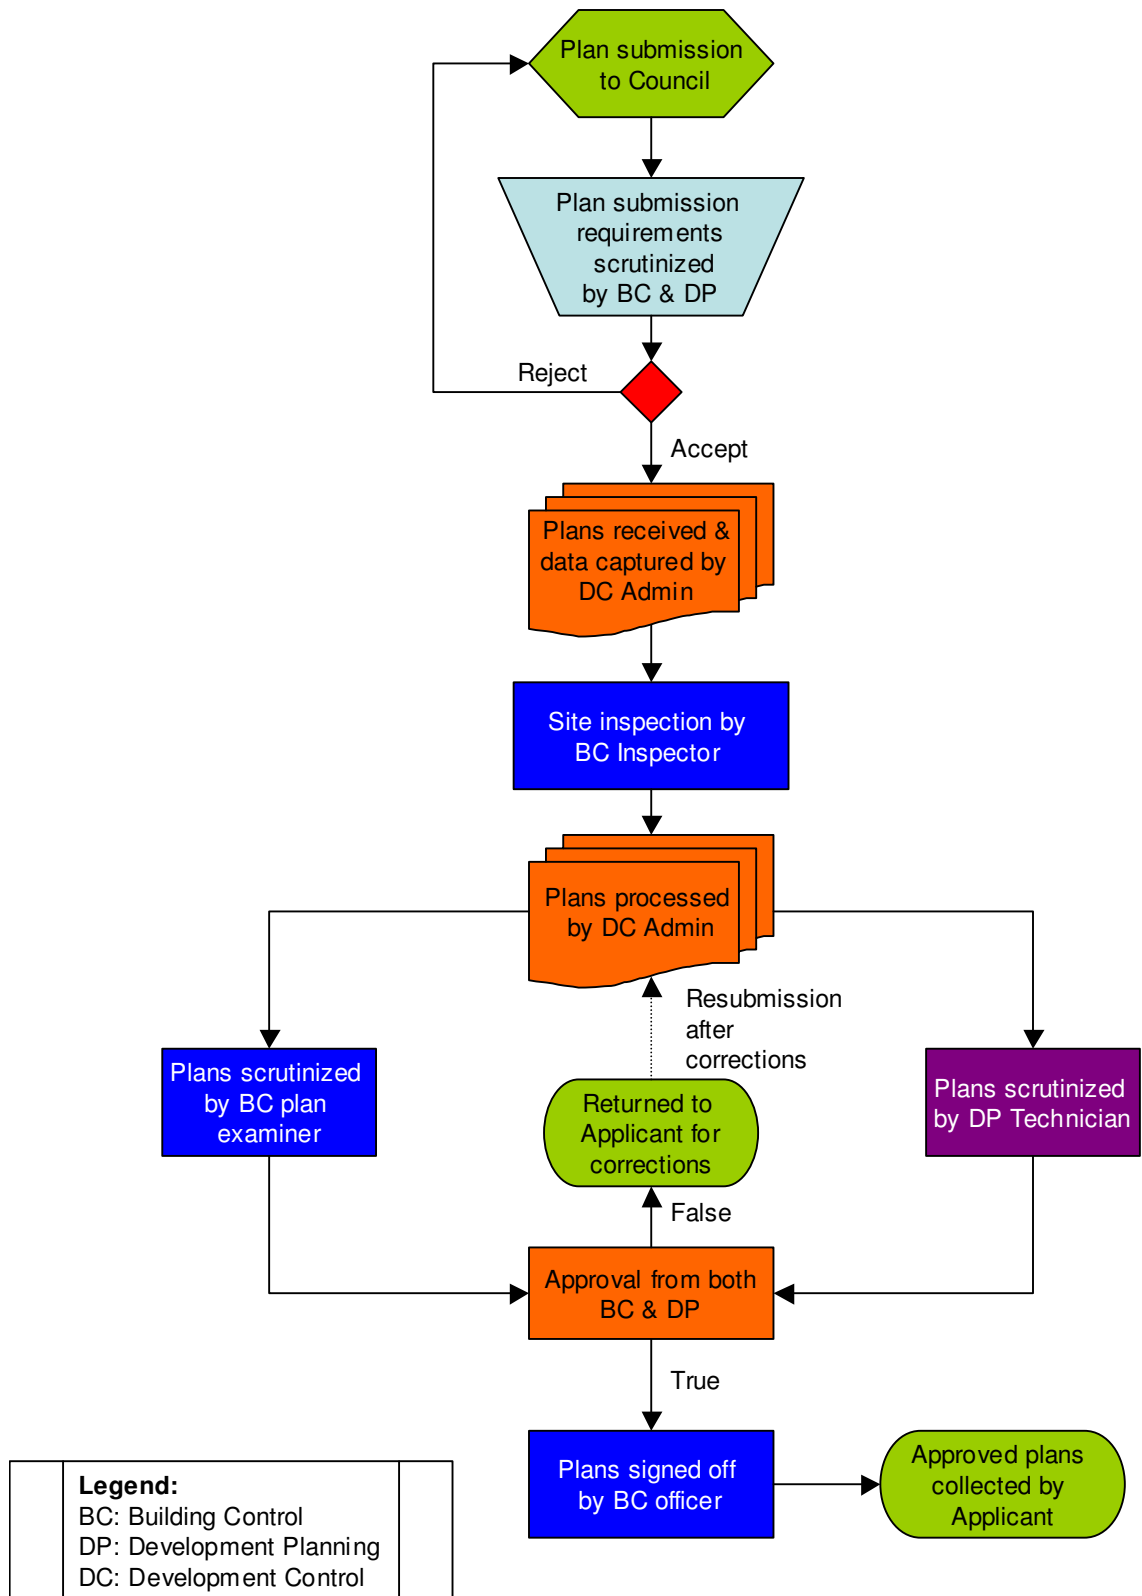 Plan submission
to Council
Plan submission
requirements
scrutinized
by BC & DP
Reject
Accept
Plans received &
data captured by
DC Admin
Site inspection by
BC Inspector
Plans processed
by DC Admin
Resubmission
after
corrections
Plans scrutinized
by BC plan
examiner
Returned to
Applicant for
corrections
Plans scrutinized
by DP Technician
False
Approval from both
BC & DP
True
Plans signed off
by BC officer
Approved plans
collected by
Applicant
Legend:
BC: Building Control
DP: Development Planning
DC: Development Control